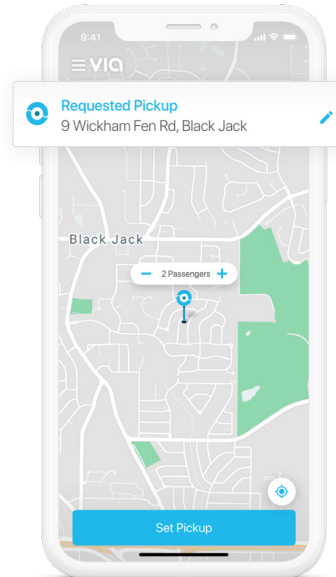 9:41
VIA
Requested Pickup
9 Wickham Fen Rd, Black Jack
Black Jack
2 Passengers
Set Pickup